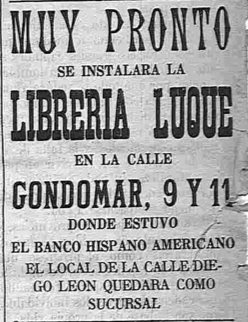 MUY PRONTO
SE INSTALARA LA
LIBRERIA LUQUE
EN LA CALLE
GONDOMAR, 9 Y 11
DONDE ESTUVO
EL BANCO HISPANO AMERICANO
EL LOCAL DE LA CALLE DIE-
GO LEON QUEDARA COMO
SUCURSAL